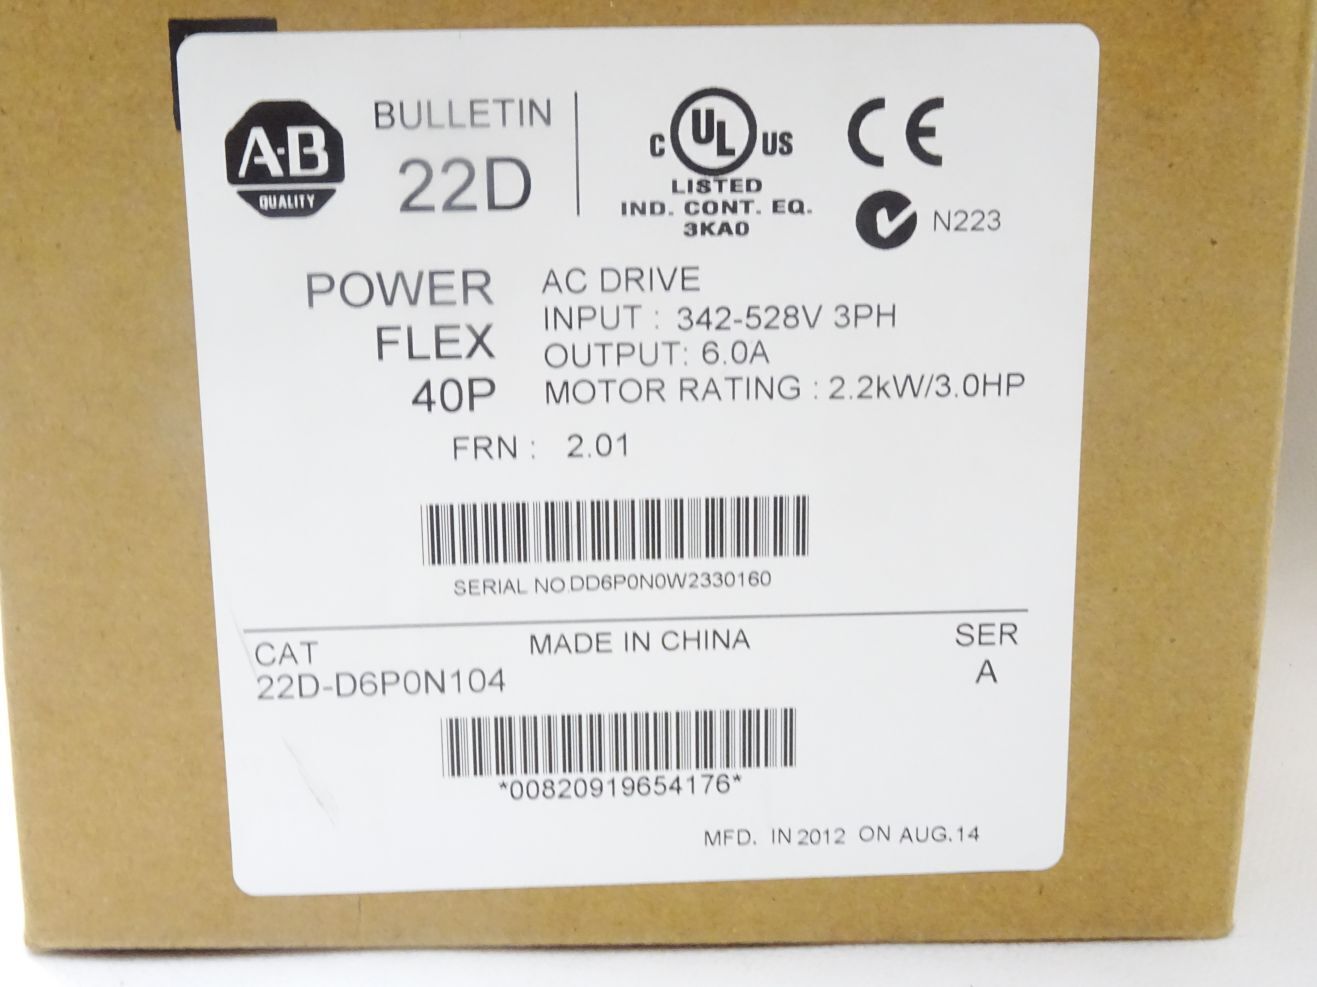 A-B
QUALITY
BULLETIN
22D
C UL US
LISTED
IND. CONT. EQ.
3KA0
CE
N223
POWER
FLEX
40P
AC DRIVE
INPUT : 342-528V 3PH
OUTPUT: 6.0A
MOTOR RATING : 2.2kW/3.0HP
FRN : 2.01
SERIAL NO.DD6P0N0W2330160
CAT
22D-D6P0N104
MADE IN CHINA
SER
A
*00820919654176*
MFD. IN 2012 ON AUG.14